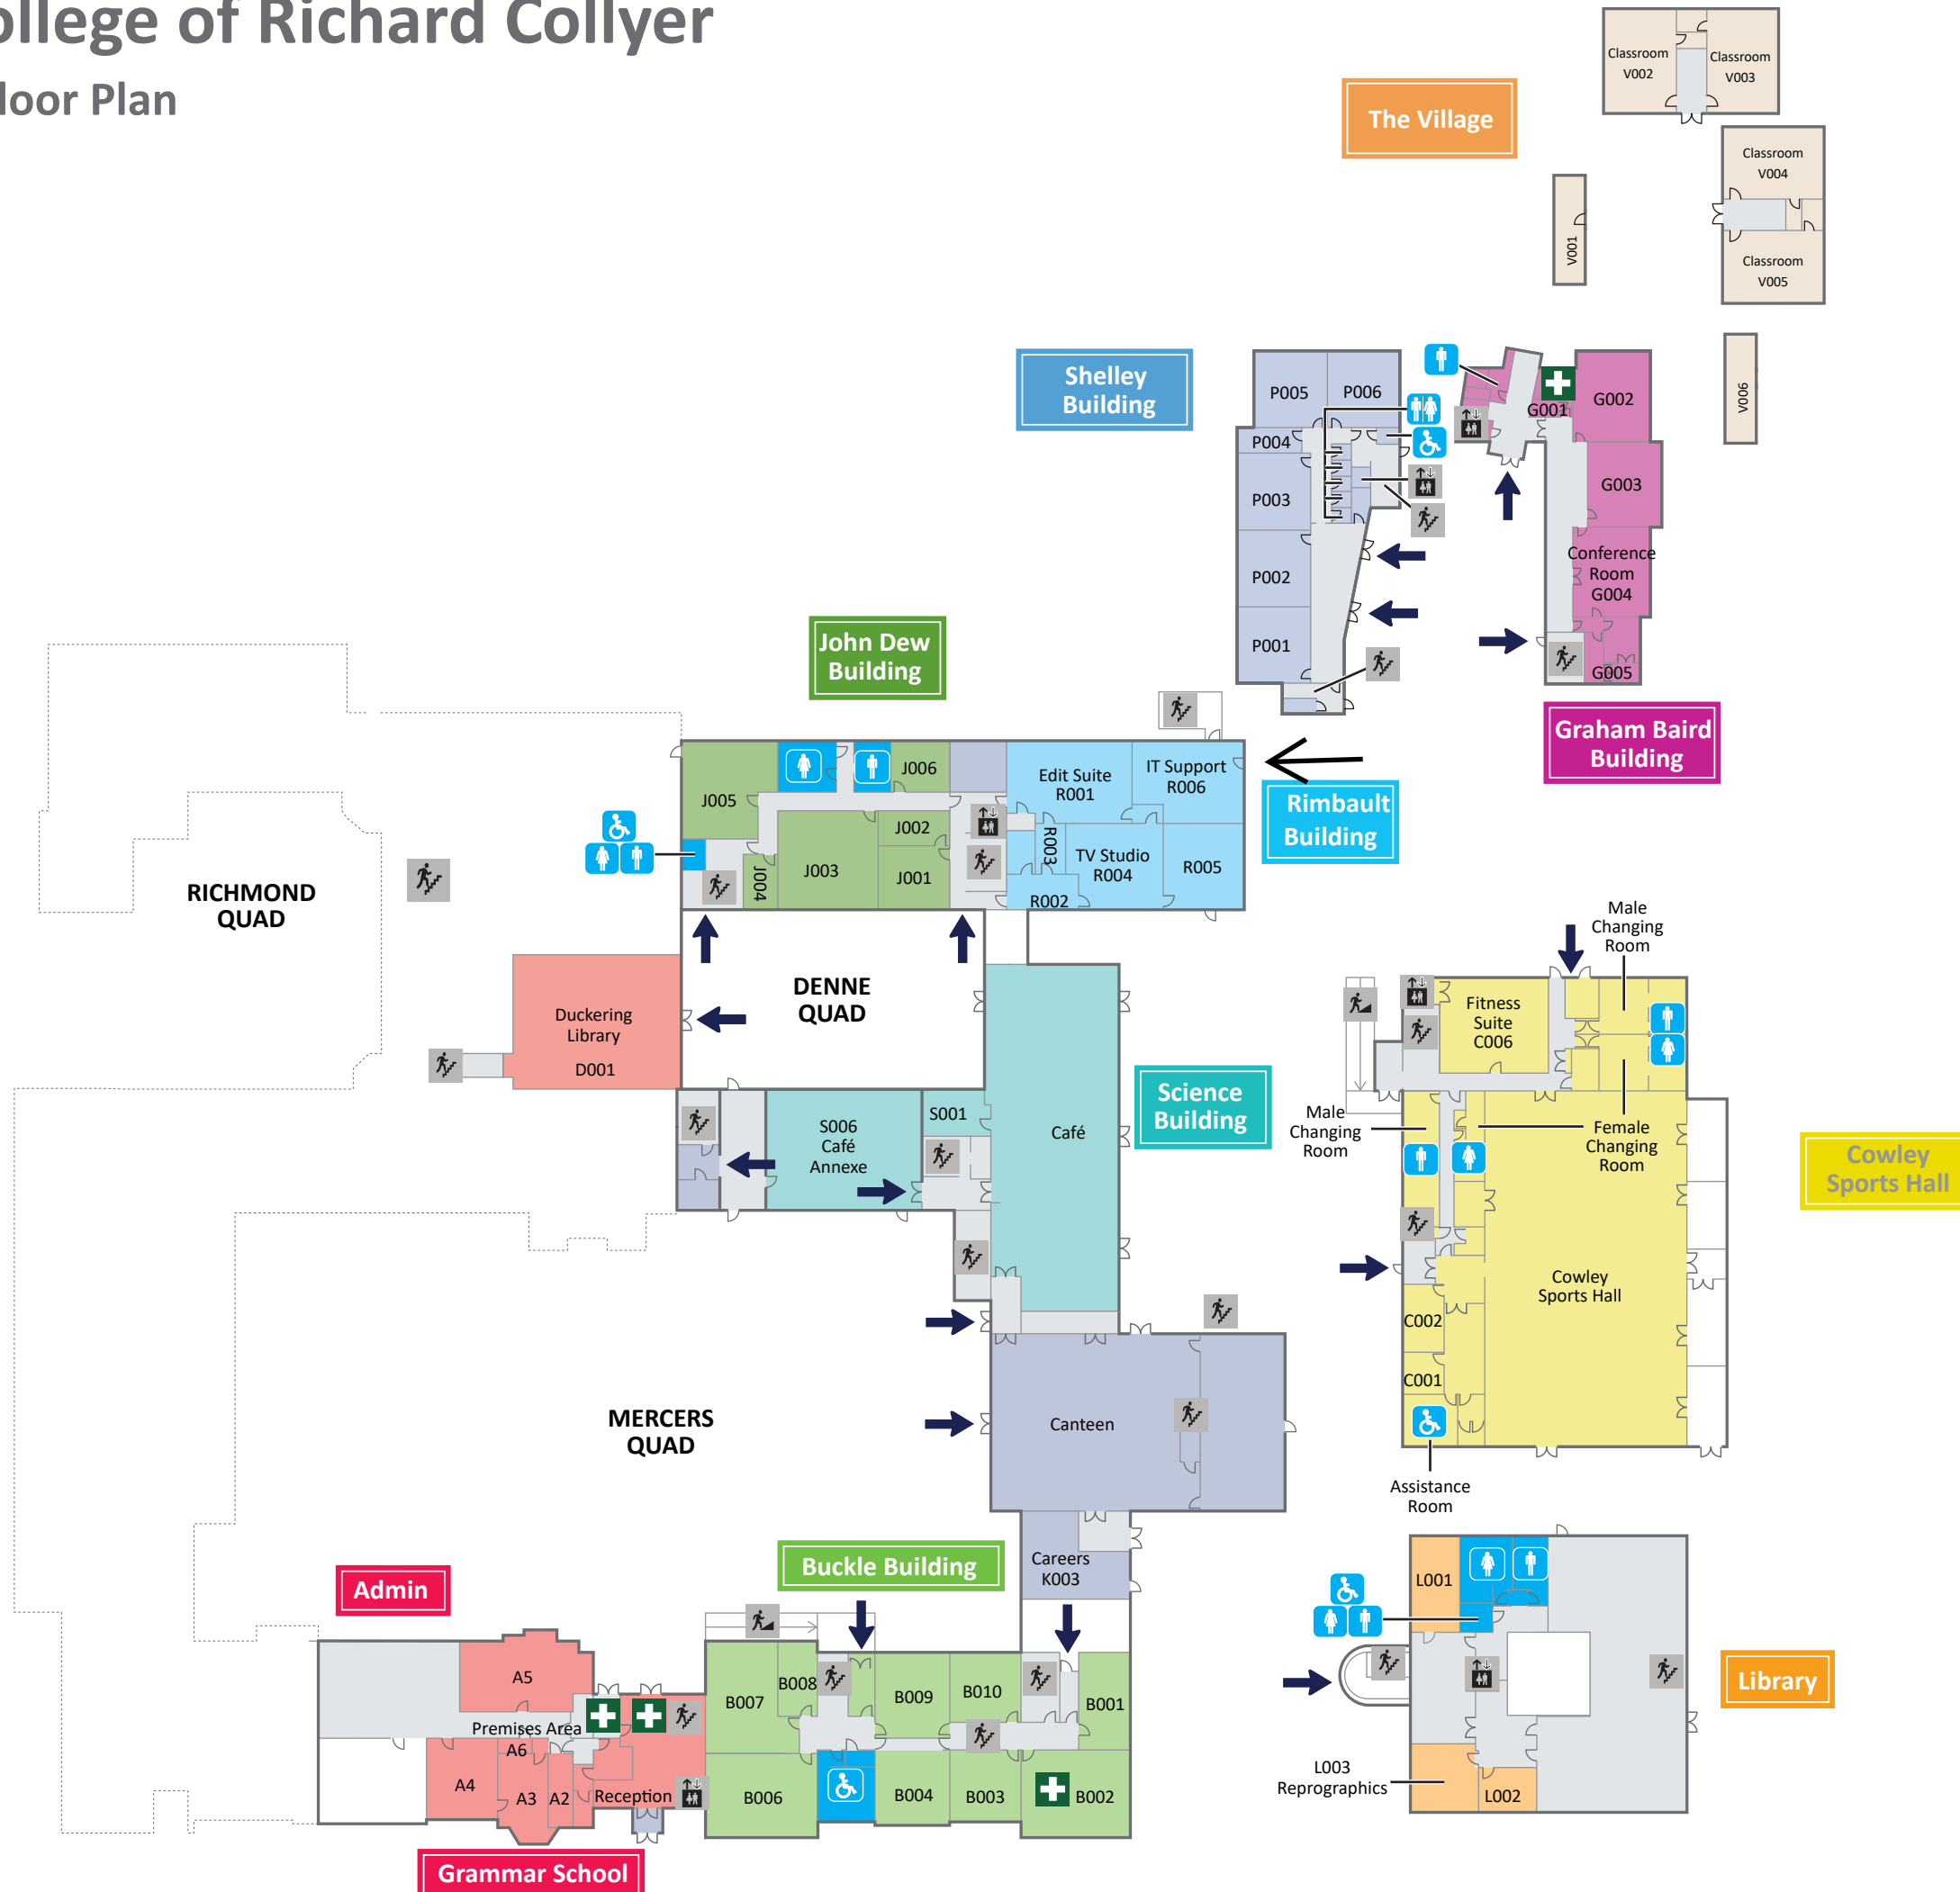 ollege of Richard Collyer
loor Plan
The Village
Classroom
V002
Classroom
V003
Classroom
V004
Classroom
V005
V001
V006
Shelley
Building
P005
P006
P004
P003
P002
P001
G001
G002
G003
Conference
Room
G004
G005
Graham Baird
Building
John Dew
Building
J005
J006
J002
J003
J001
J004
Edit Suite
R001
IT Support
R006
R003
TV Studio
R004
R005
R002
Rimbault
Building
RICHMOND
QUAD
DENNE
QUAD
Duckering
Library
D001
S006
Café
Annexe
S001
Café
Science
Building
Male
Changing
Room
Fitness
Suite
C006
Male
Changing
Room
Female
Changing
Room
Cowley
Sports Hall
Cowley
Sports Hall
C002
C001
Assistance
Room
MERCERS
QUAD
Canteen
Careers
K003
Buckle Building
Admin
A5
Premises Area
A6
A4
A3
A2
Reception
Grammar School
B007
B008
B009
B010
B001
B006
B004
B003
B002
L001
L003
Reprographics
L002
Library